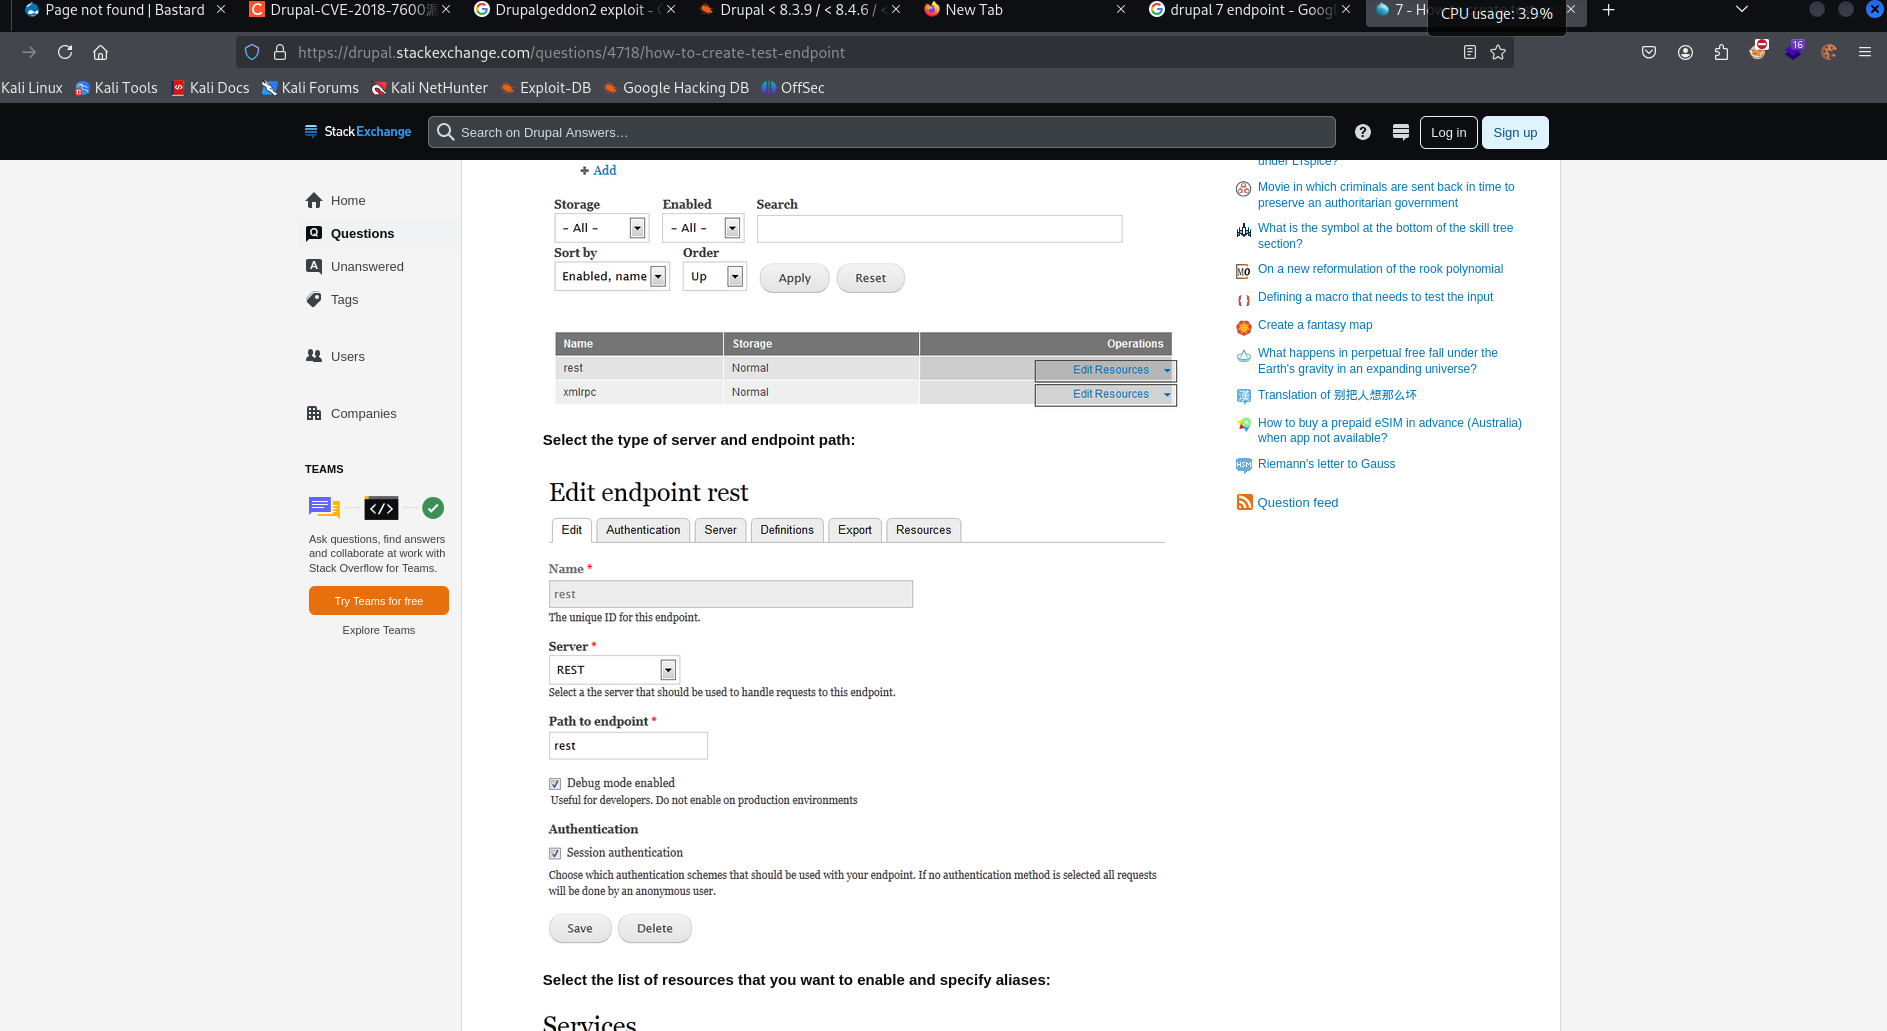 Page not found | Bastard
Drupal-CVE-2018-7600
Drupalgeddon2 exploit -
Drupal < 8.3.9 / < 8.4.6 / <
New Tab
drupal 7 endpoint - Googl
7 - H
CPU usage: 3.9%
https://drupal.stackexchange.com/questions/4718/how-to-create-test-endpoint
16
Kali Linux
Kali Tools
Kali Docs
Kali Forums
Kali NetHunter
Exploit-DB
Google Hacking DB
OffSec
StackExchange
Search on Drupal Answers…
Log in
Sign up
Home
Questions
Unanswered
Tags
Users
Companies
TEAMS
Ask questions, find answers
and collaborate at work with
Stack Overflow for Teams.
Try Teams for free
Explore Teams
Add
Storage
Enabled
Search
- All -
- All -
Sort by
Order
Enabled, name
Up
Apply
Reset
Name
Storage
Operations
rest
Normal
Edit Resources
xmlrpc
Normal
Edit Resources
Select the type of server and endpoint path:
Edit endpoint rest
Edit
Authentication
Server
Definitions
Export
Resources
Name *
rest
The unique ID for this endpoint.
Server *
REST
Select a the server that should be used to handle requests to this endpoint.
Path to endpoint *
rest
Debug mode enabled
Useful for developers. Do not enable on production environments
Authentication
Session authentication
Choose which authentication schemes that should be used with your endpoint. If no authentication method is selected all requests
will be done by an anonymous user.
Save
Delete
Select the list of resources that you want to enable and specify aliases:
Services
under LTspice?
Movie in which criminals are sent back in time to
preserve an authoritarian government
What is the symbol at the bottom of the skill tree
section?
On a new reformulation of the rook polynomial
Defining a macro that needs to test the input
Create a fantasy map
What happens in perpetual free fall under the
Earth's gravity in an expanding universe?
Translation of 别把人想那么坏
How to buy a prepaid eSIM in advance (Australia)
when app not available?
Riemann's letter to Gauss
Question feed